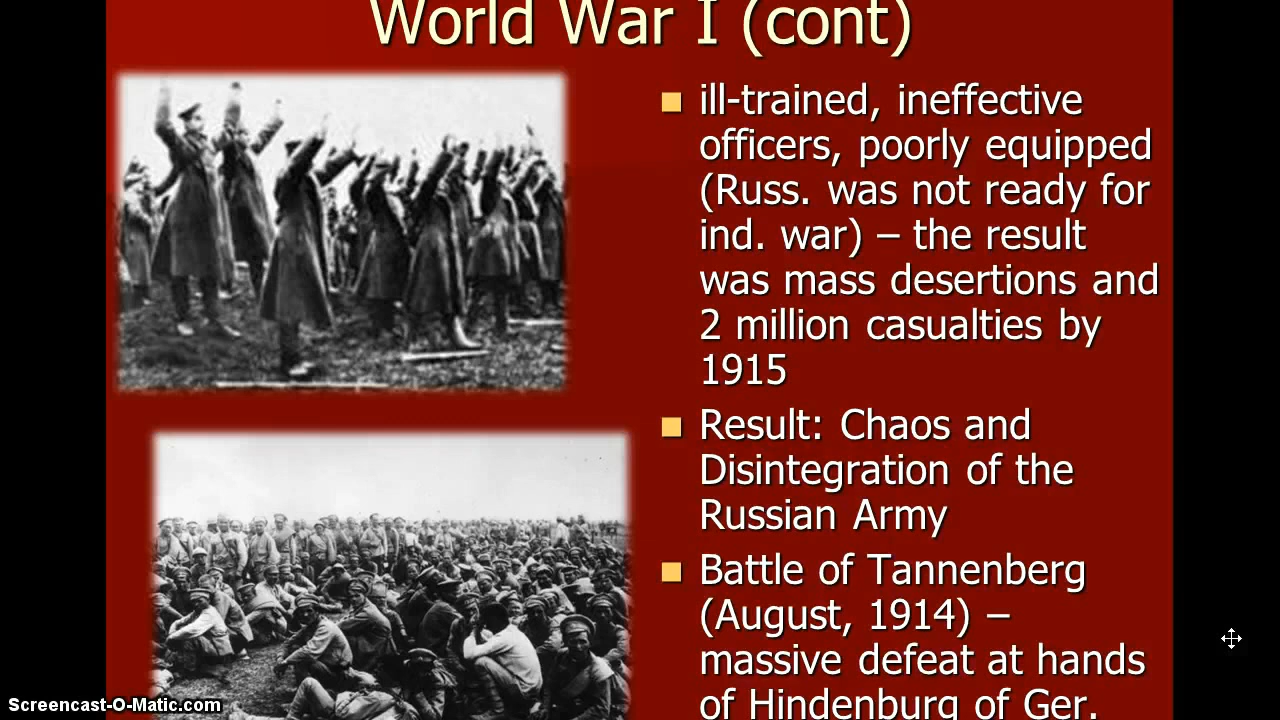 World War I (cont)
ill-trained, ineffective
officers, poorly equipped
(Russ. was not ready for
ind. war) – the result
was mass desertions and
2 million casualties by
1915
Result: Chaos and
Disintegration of the
Russian Army
Battle of Tannenberg
(August, 1914) –
massive defeat at hands
of Hindenburg of Ger.
Screencast-O-Matic.com